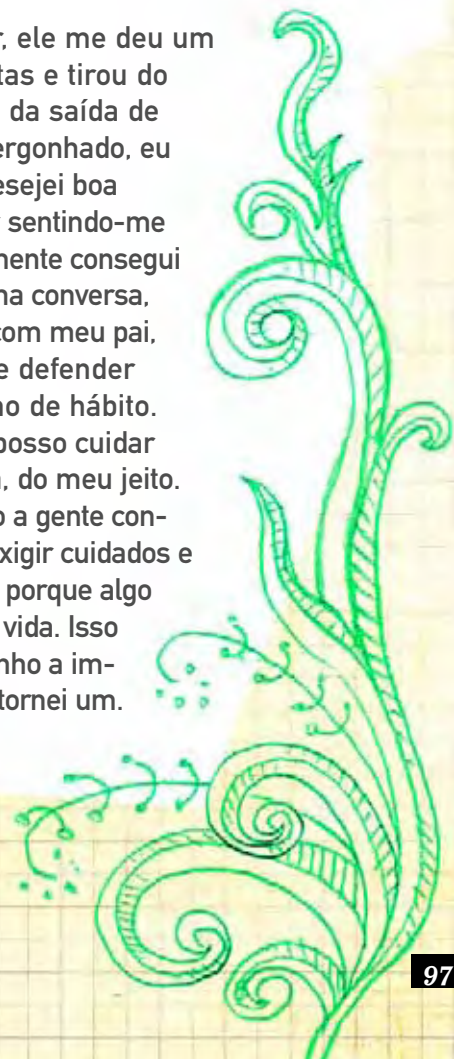 r, ele me deu um
tas e tirou do
da saída de
ergonhado, eu
esejei boa
sentindo-me
mente consegui
na conversa,
com meu pai,
e defender
no de hábito.
posso cuidar
, do meu jeito.
o a gente con-
xigir cuidados e
porque algo
vida. Isso
nho a im-
tornei um.
97